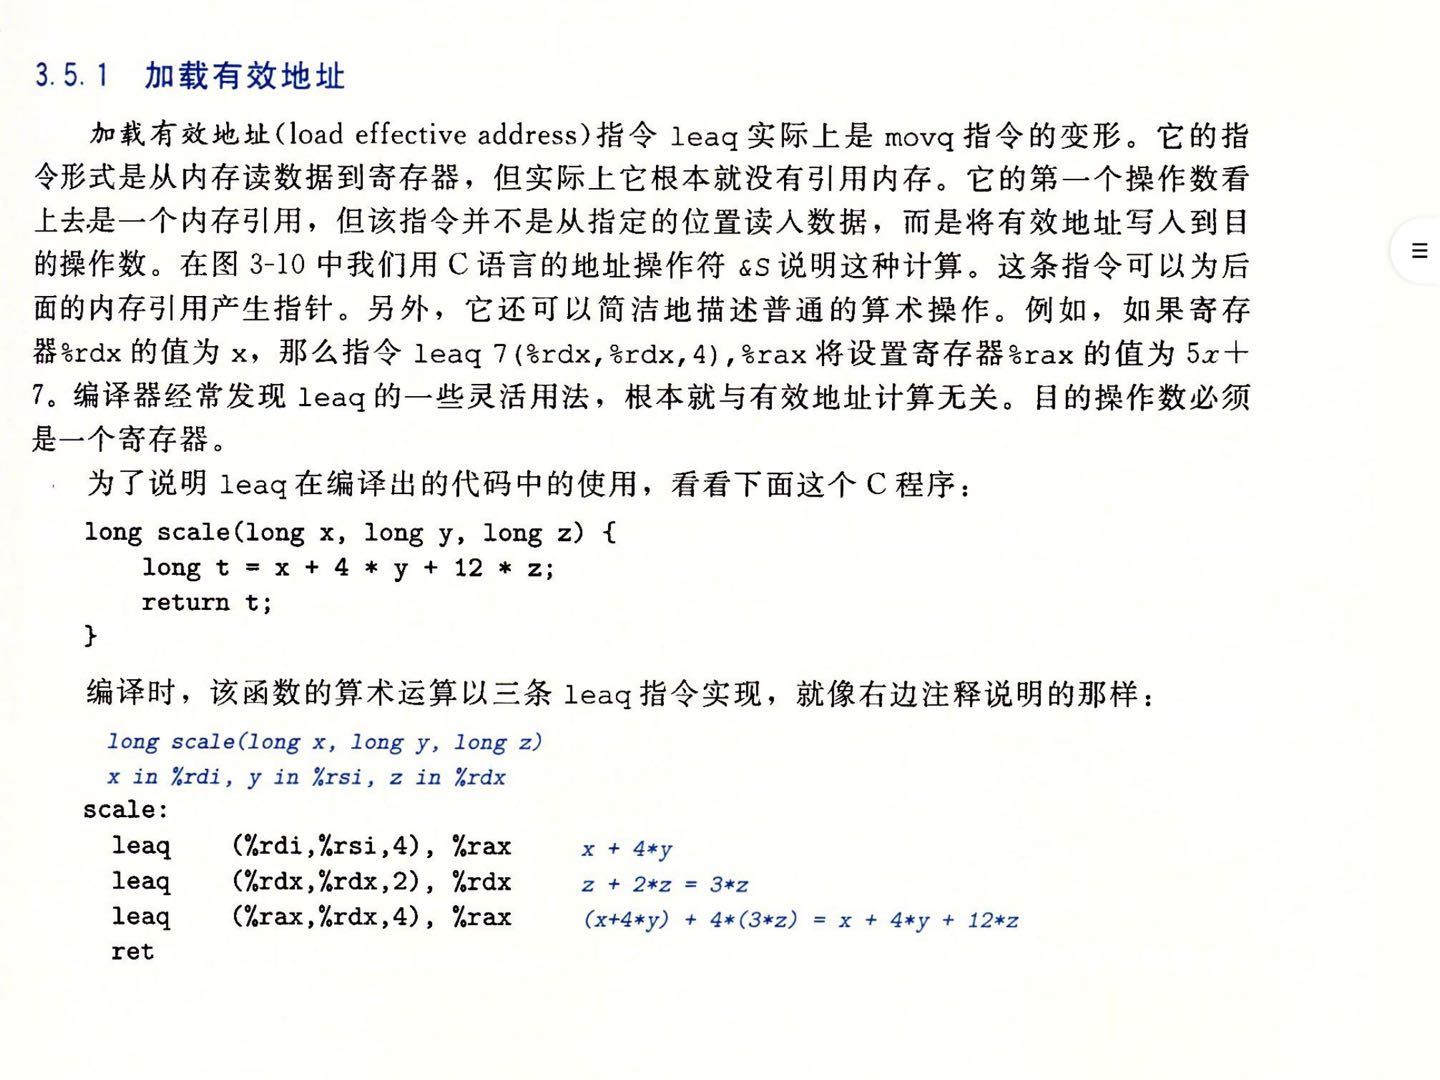 3.5.1 加载有效地址
加载有效地址(load effective address)指令 leaq 实际上是 movq 指令的变形。它的指
令形式是从内存读数据到寄存器，但实际上它根本就没有引用内存。它的第一个操作数看
上去是一个内存引用，但该指令并不是从指定的位置读入数据，而是将有效地址写入到目
的操作数。在图 3-10 中我们用 C 语言的地址操作符 &S 说明这种计算。这条指令可以为后
面的内存引用产生指针。另外，它还可以简洁地描述普通的算术操作。例如，如果寄存
器%rdx 的值为 x，那么指令 leaq 7(%rdx,%rdx,4),%rax 将设置寄存器%rax 的值为 5x+
7。编译器经常发现 leaq 的一些灵活用法，根本就与有效地址计算无关。目的操作数必须
是一个寄存器。
为了说明 leaq 在编译出的代码中的使用，看看下面这个 C 程序：
long scale(long x, long y, long z) {
    long t = x + 4 * y + 12 * z;
    return t;
}
编译时，该函数的算术运算以三条 leaq 指令实现，就像右边注释说明的那样：
long scale(long x, long y, long z)
x in %rdi, y in %rsi, z in %rdx
scale:
  leaq    (%rdi,%rsi,4), %rax    x + 4*y
  leaq    (%rdx,%rdx,2), %rdx    z + 2*z = 3*z
  leaq    (%rax,%rdx,4), %rax    (x+4*y) + 4*(3*z) = x + 4*y + 12*z
  ret